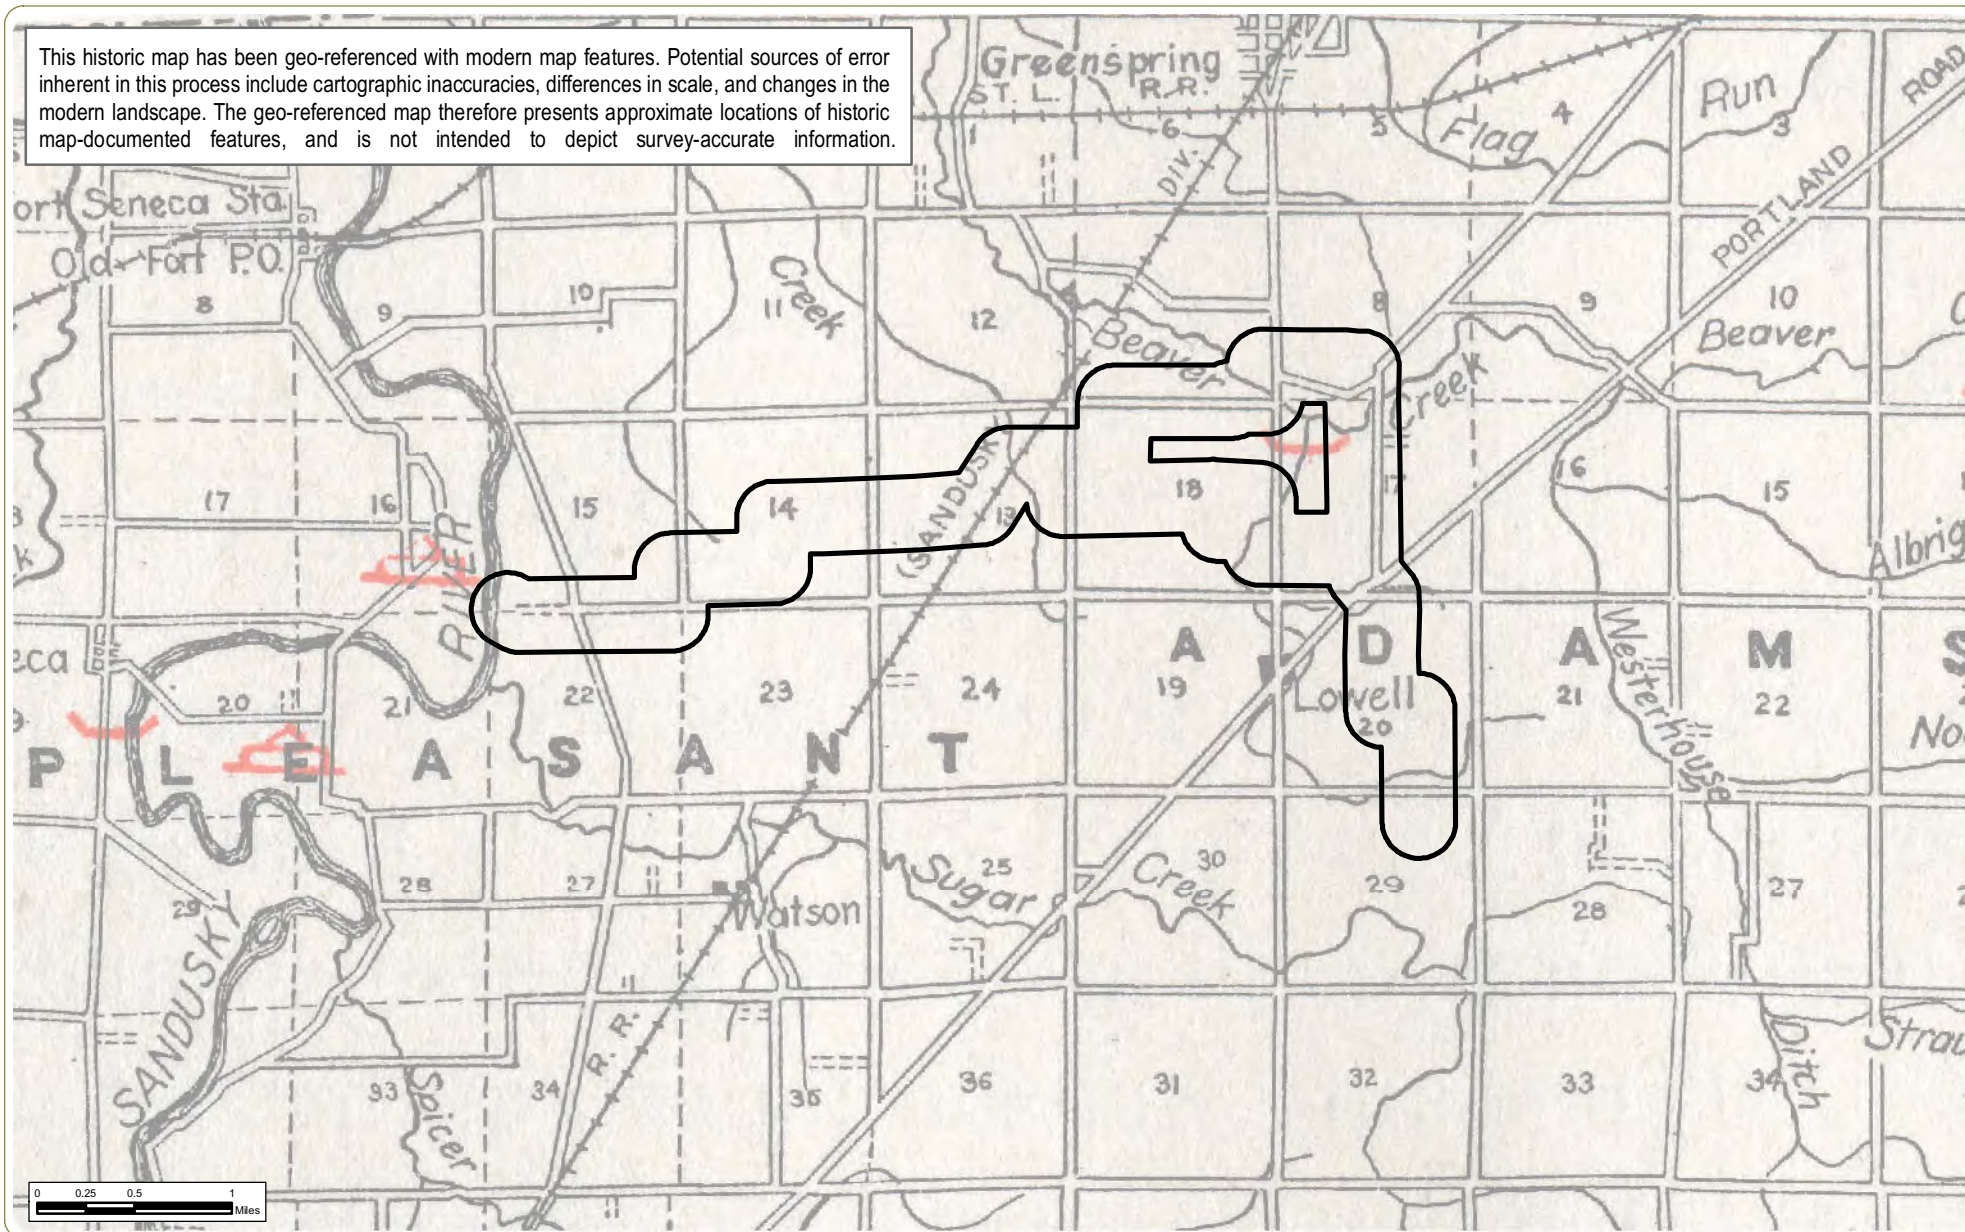 This historic map has been geo-referenced with modern map features. Potential sources of error
inherent in this process include cartographic inaccuracies, differences in scale, and changes in the
modern landscape. The geo-referenced map therefore presents approximate locations of historic
map-documented features, and is not intended to depict survey-accurate information.
Greenspring
ST. L. R.R.
1
6
5
4
3
Flag
Run
ROAD
DIV.
PORTLAND
ort Seneca Sta.
Old Fort P.O.
8
9
10
11
Creek
12
Beaver
8
9
10
Beaver
Creek
17
16
15
14
13
18
17
16
15
(SANDUSKY
RIVER
Albrig
eca
20
21
22
23
24
19
Lowell
20
21
22
Westerhouse
No
P L E A S A N T
A D A M S
29
28
27
Watson
25
Sugar
Creek
30
29
28
27
SANDUSKY
33
Spicer
34
R. R.
35
36
31
32
33
34
Ditch
Strau
0 0.25 0.5 1
Miles